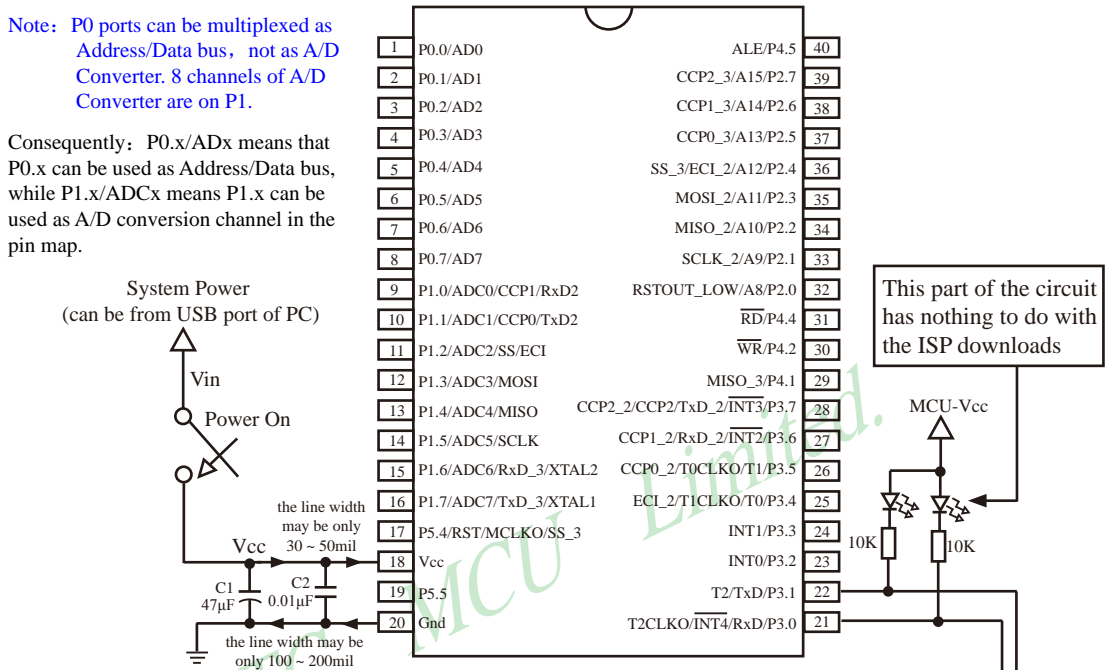 Note：P0 ports can be multiplexed as
Address/Data bus，not as A/D
Converter. 8 channels of A/D
Converter are on P1.
Consequently：P0.x/ADx means that
P0.x can be used as Address/Data bus,
while P1.x/ADCx means P1.x can be
used as A/D conversion channel in the
pin map.
System Power
(can be from USB port of PC)
Vin
Power On
the line width
may be only
30 ~ 50mil
Vcc
C1
47μF
C2
0.01μF
the line width may be
only 100 ~ 200mil
1 P0.0/AD0
2 P0.1/AD1
3 P0.2/AD2
4 P0.3/AD3
5 P0.4/AD4
6 P0.5/AD5
7 P0.6/AD6
8 P0.7/AD7
9 P1.0/ADC0/CCP1/RxD2
10 P1.1/ADC1/CCP0/TxD2
11 P1.2/ADC2/SS/ECI
12 P1.3/ADC3/MOSI
13 P1.4/ADC4/MISO
14 P1.5/ADC5/SCLK
15 P1.6/ADC6/RxD_3/XTAL2
16 P1.7/ADC7/TxD_3/XTAL1
17 P5.4/RST/MCLKO/SS_3
18 Vcc
19 P5.5
20 Gnd
ALE/P4.5 40
CCP2_3/A15/P2.7 39
CCP1_3/A14/P2.6 38
CCP0_3/A13/P2.5 37
SS_3/ECI_2/A12/P2.4 36
MOSI_2/A11/P2.3 35
MISO_2/A10/P2.2 34
SCLK_2/A9/P2.1 33
RSTOUT_LOW/A8/P2.0 32
RD/P4.4 31
WR/P4.2 30
MISO_3/P4.1 29
CCP2_2/CCP2/TxD_2/INT3/P3.7 28
CCP1_2/RxD_2/INT2/P3.6 27
CCP0_2/T0CLKO/T1/P3.5 26
ECI_2/T1CLKO/T0/P3.4 25
INT1/P3.3 24
INT0/P3.2 23
T2/TxD/P3.1 22
T2CLKO/INT4/RxD/P3.0 21
This part of the circuit
has nothing to do with
the ISP downloads
MCU-Vcc
10K
10K
MCU Limited.